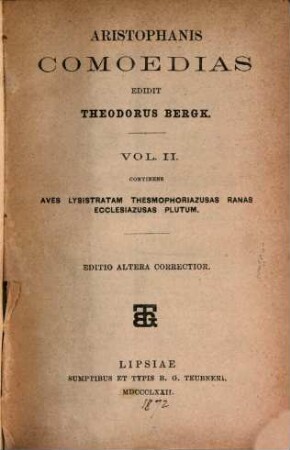 ARISTOPHANIS
COMOEDIAS
EDIDIT
THEODORUS BERGK.
VOL. II.
CONTINENS
AVES LYSISTRATAM THESMOPHORIAZUSAS RANAS
ECCLESIAZUSAS PLUTUM.
EDITIO ALTERA CORRECTIOR.
LIPSIAE
SUMPTIBUS ET TYPIS B. G. TEUBNERI.
MDCCCLXXII.